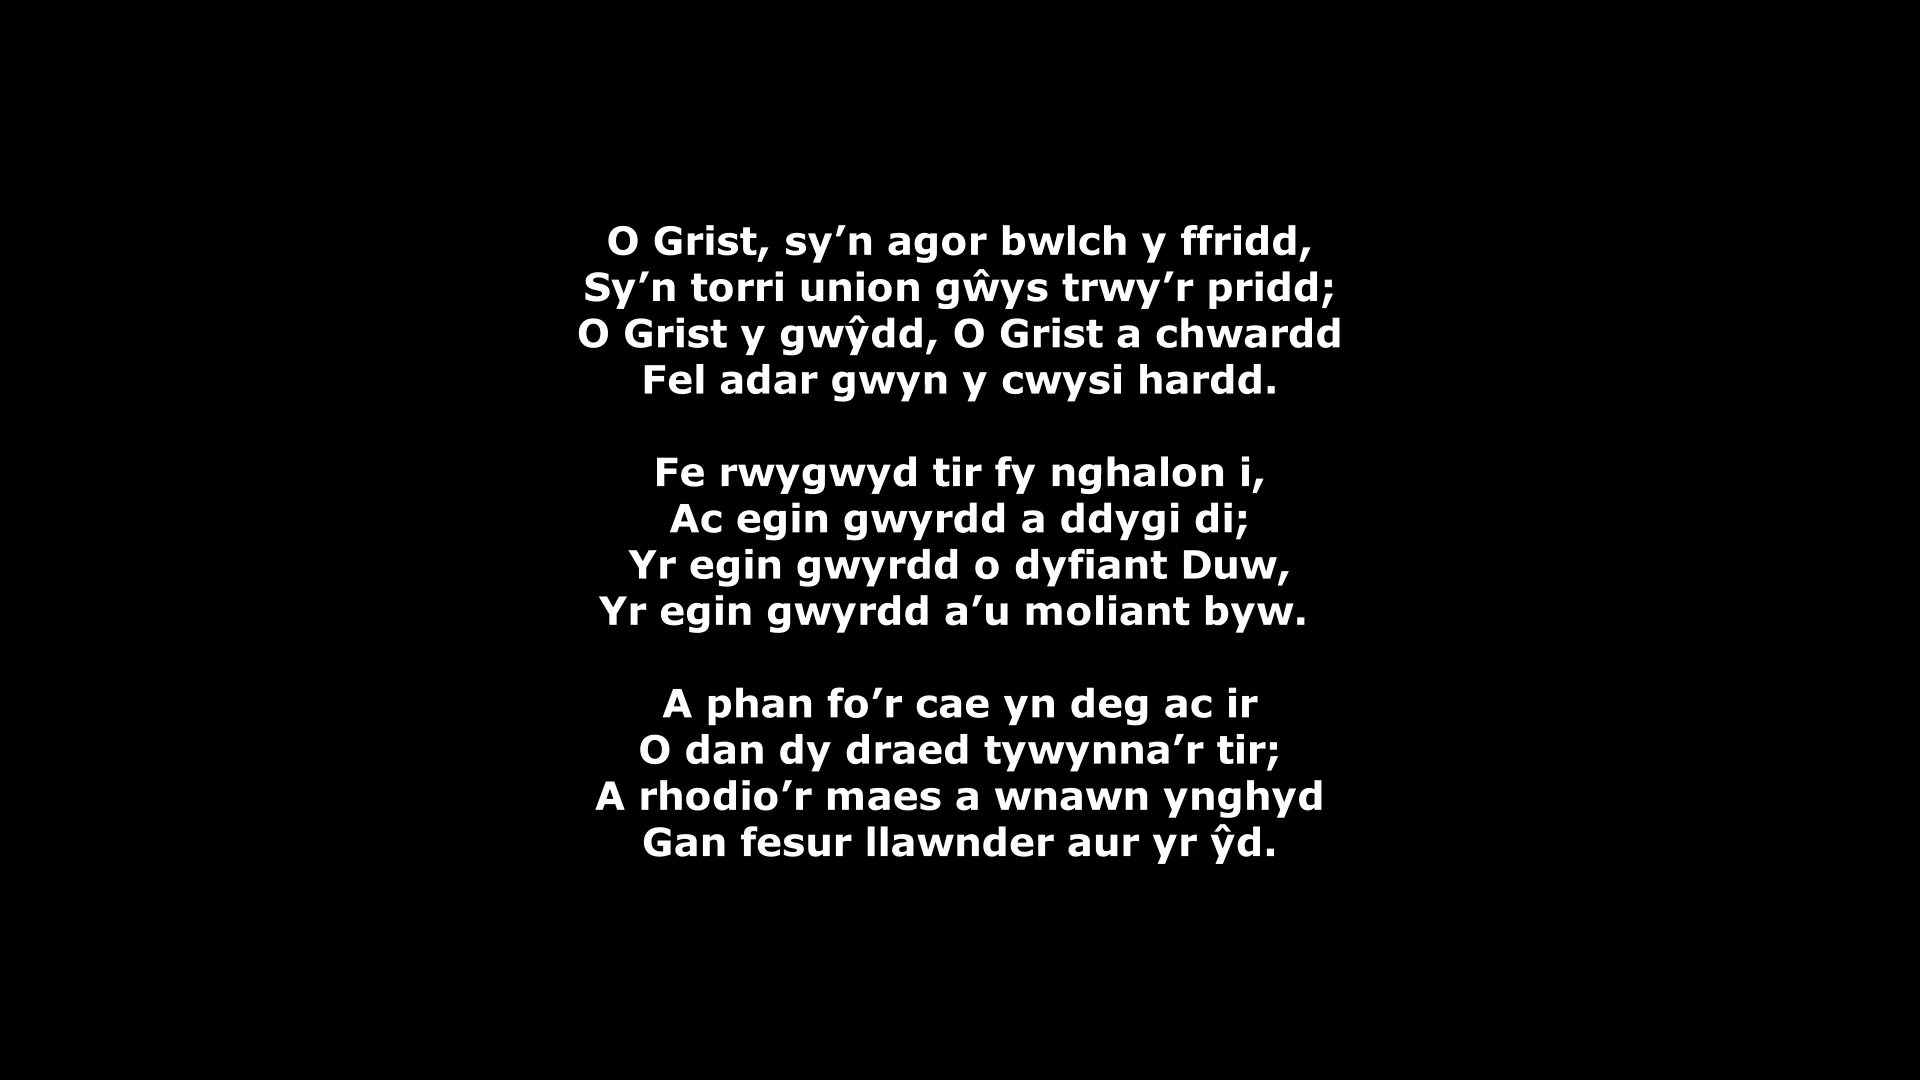 O Grist, sy’n agor bwlch y ffridd,
Sy’n torri union gŵys trwy’r pridd;
O Grist y gwŷdd, O Grist a chwardd
Fel adar gwyn y cwysi hardd.

Fe rwygwyd tir fy nghalon i,
Ac egin gwyrdd a ddygi di;
Yr egin gwyrdd o dyfiant Duw,
Yr egin gwyrdd a’u moliant byw.

A phan fo’r cae yn deg ac ir
O dan dy draed tywynna’r tir;
A rhodio’r maes a wnawn ynghyd
Gan fesur llawnder aur yr ŷd.